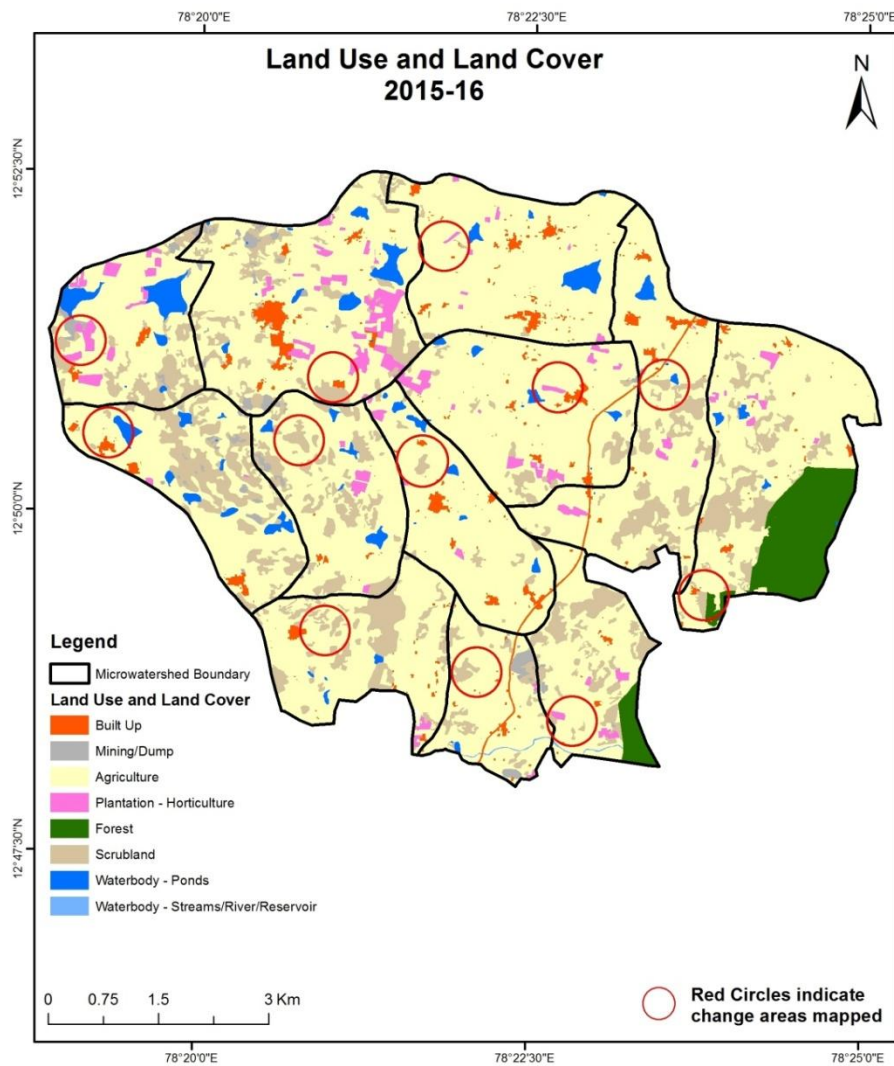 78°20'0"E
78°22'30"E
78°25'0"E
Land Use and Land Cover
2015-16
N
12°52'30"N
12°50'0"N
12°47'30"N
Legend
Microwatershed Boundary
Land Use and Land Cover
Built Up
Mining/Dump
Agriculture
Plantation - Horticulture
Forest
Scrubland
Waterbody - Ponds
Waterbody - Streams/River/Reservoir
0 0.75 1.5 3 Km
Red Circles indicate
change areas mapped
78°20'0"E
78°22'30"E
78°25'0"E